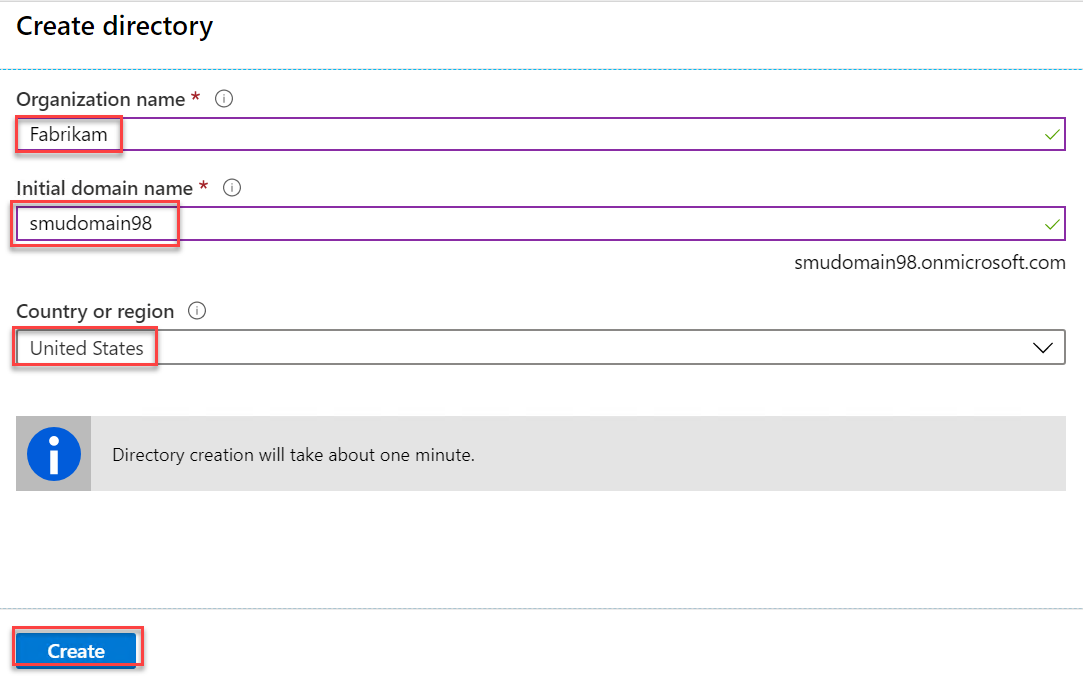 Create directory
Organization name *
Fabrikam
Initial domain name *
smudomain98
smudomain98.onmicrosoft.com
Country or region
United States
Directory creation will take about one minute.
Create